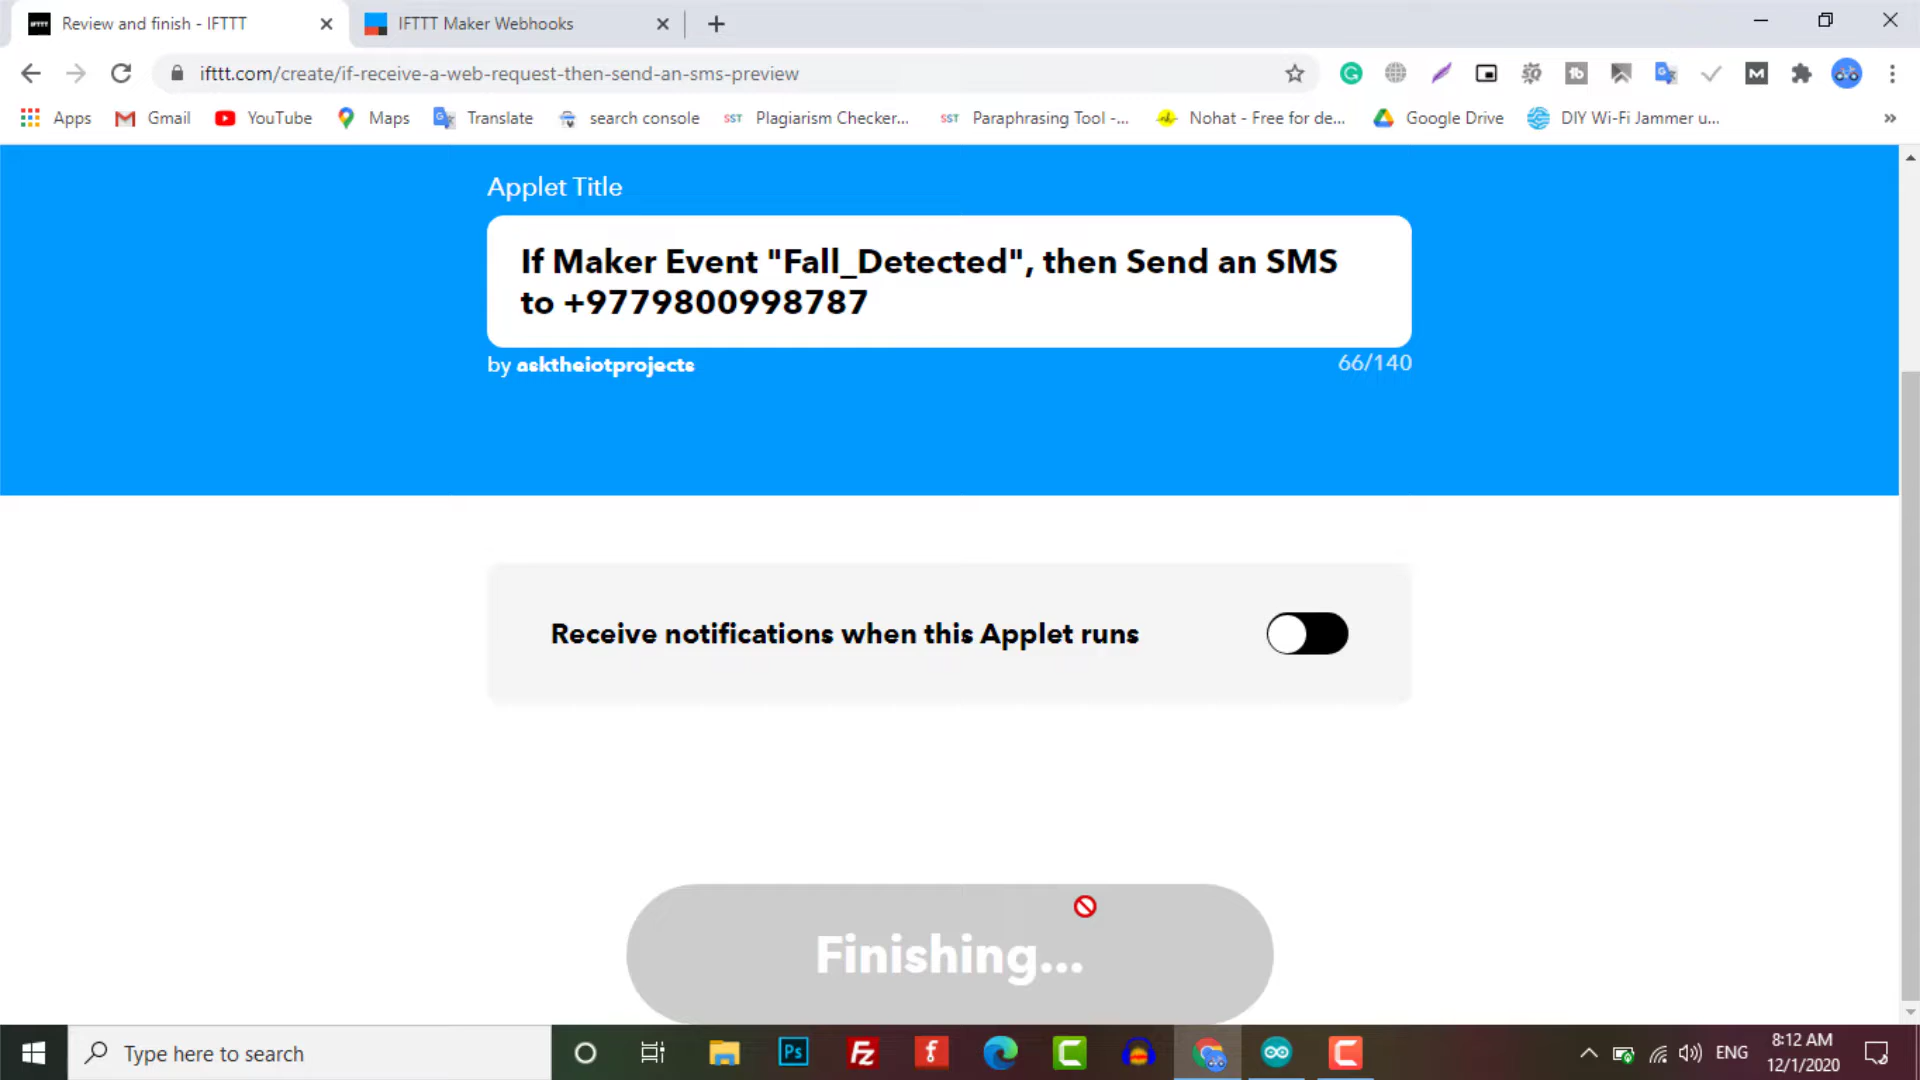 Review and finish - IFTTT
IFTTT Maker Webhooks
ifttt.com/create/if-receive-a-web-request-then-send-an-sms-preview
Apps
Gmail
YouTube
Maps
Translate
search console
SST Plagiarism Checker...
SST Paraphrasing Tool -...
Nohat - Free for de...
Google Drive
DIY Wi-Fi Jammer u...
Applet Title
If Maker Event "Fall_Detected", then Send an SMS
to +9779800998787
by asktheiotprojects
66/140
Receive notifications when this Applet runs
Finishing...
Type here to search
Ps
ENG
8:12 AM
12/1/2020